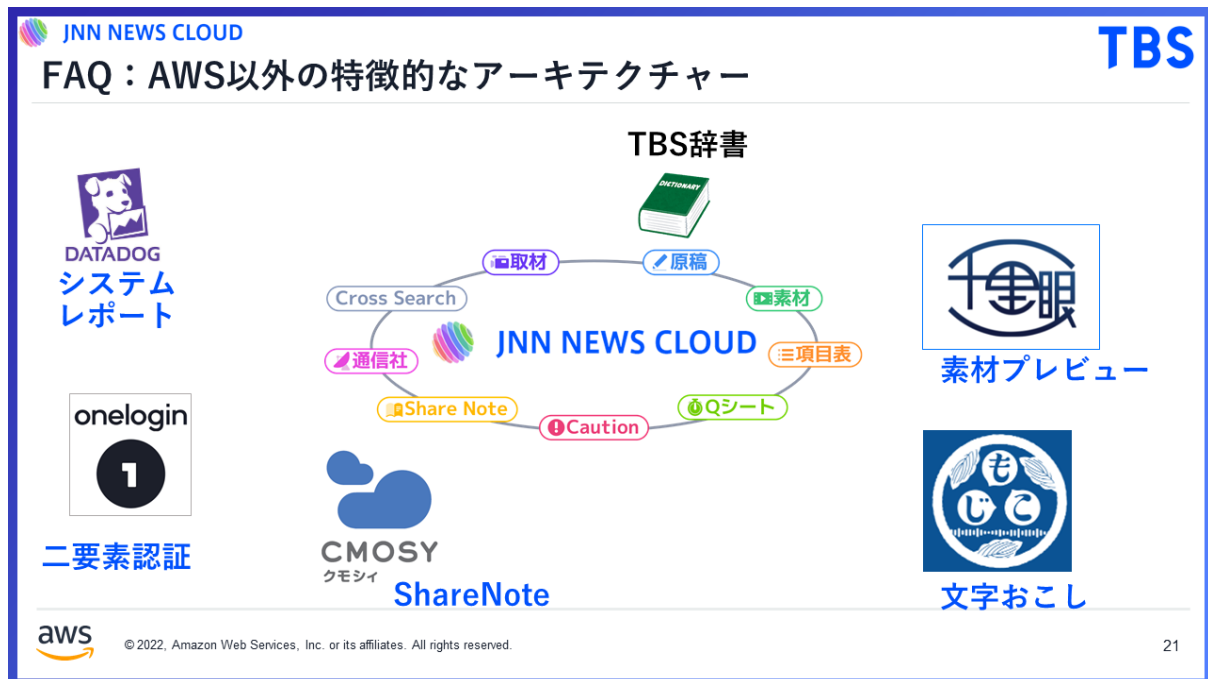 JNN NEWS CLOUD
TBS
FAQ：AWS以外の特徴的なアーキテクチャー
TBS辞書
DICTIONARY
DATADOG
システム
レポート
取材
原稿
Cross Search
素材
JNN NEWS CLOUD
通信社
項目表
Share Note
Qシート
Caution
千里眼
素材プレビュー
onelogin
1
二要素認証
CMOSY
クモシィ
ShareNote
もじこ
文字おこし
aws
© 2022, Amazon Web Services, Inc. or its affiliates. All rights reserved.
21